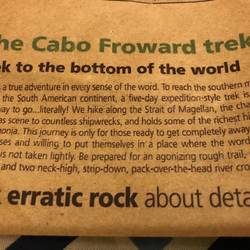 he Cabo Froward trek
ek to the bottom of the world
a true adventure in every sense of the word. To reach the southern m
the South American continent, a five-day expedition-style trek is
way to go...literally! We hike along the Strait of Magellan, the cha
as scene to countless shipwrecks, and holds some of the richest hi
onia. This journey is only for those ready to get completely away
ses and willing to put themselves in a place where the word
is not taken lightly. Be prepared for an agonizing rough trail,
and two neck-high, strip-down, pack-over-the-head river cro
erratic rock about deta